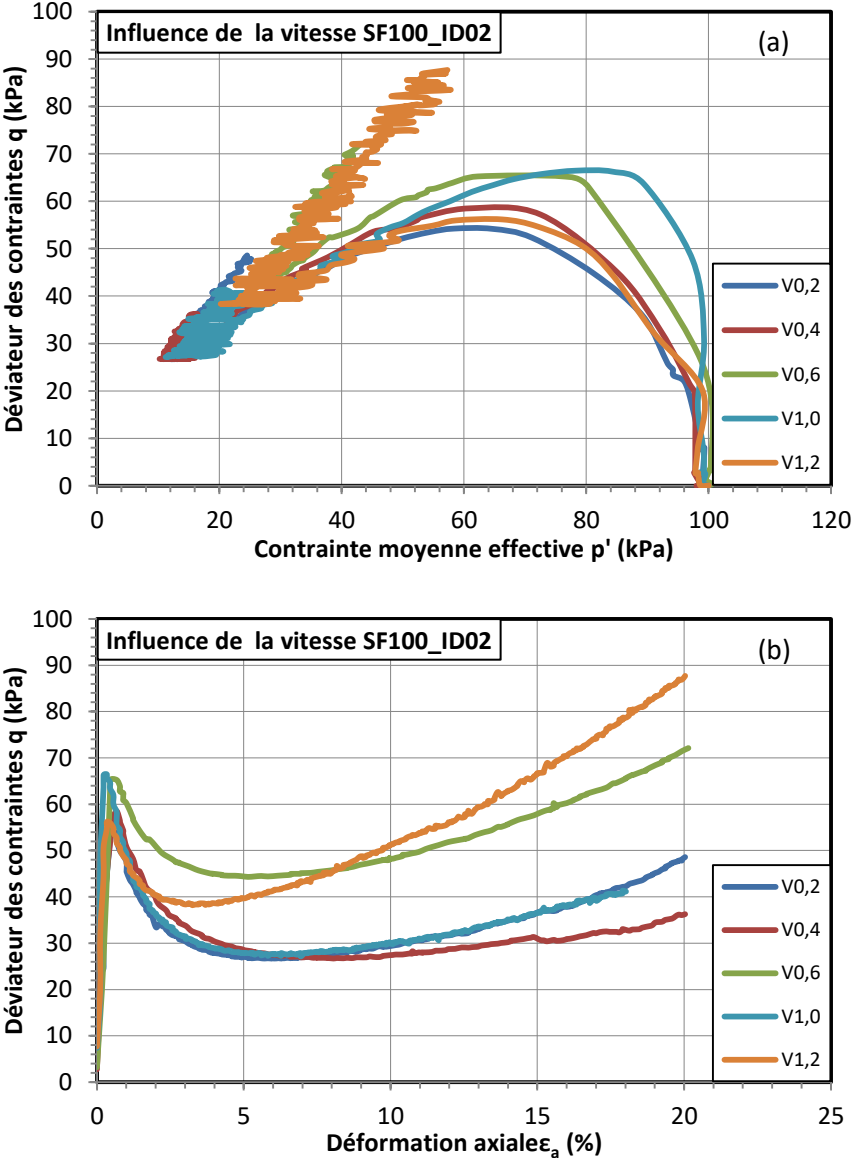 Influence de la vitesse SF100_ID02
(a)
Déviateur des contraintes q (kPa)
100
90
80
70
60
50
40
30
20
10
0
V0,2
V0,4
V0,6
V1,0
V1,2
0 20 40 60 80 100 120
Contrainte moyenne effective p' (kPa)
Influence de la vitesse SF100_ID02
(b)
Déviateur des contraintes q (kPa)
100
90
80
70
60
50
40
30
20
10
0
V0,2
V0,4
V0,6
V1,0
V1,2
0 5 10 15 20 25
Déformation axialeεa (%)